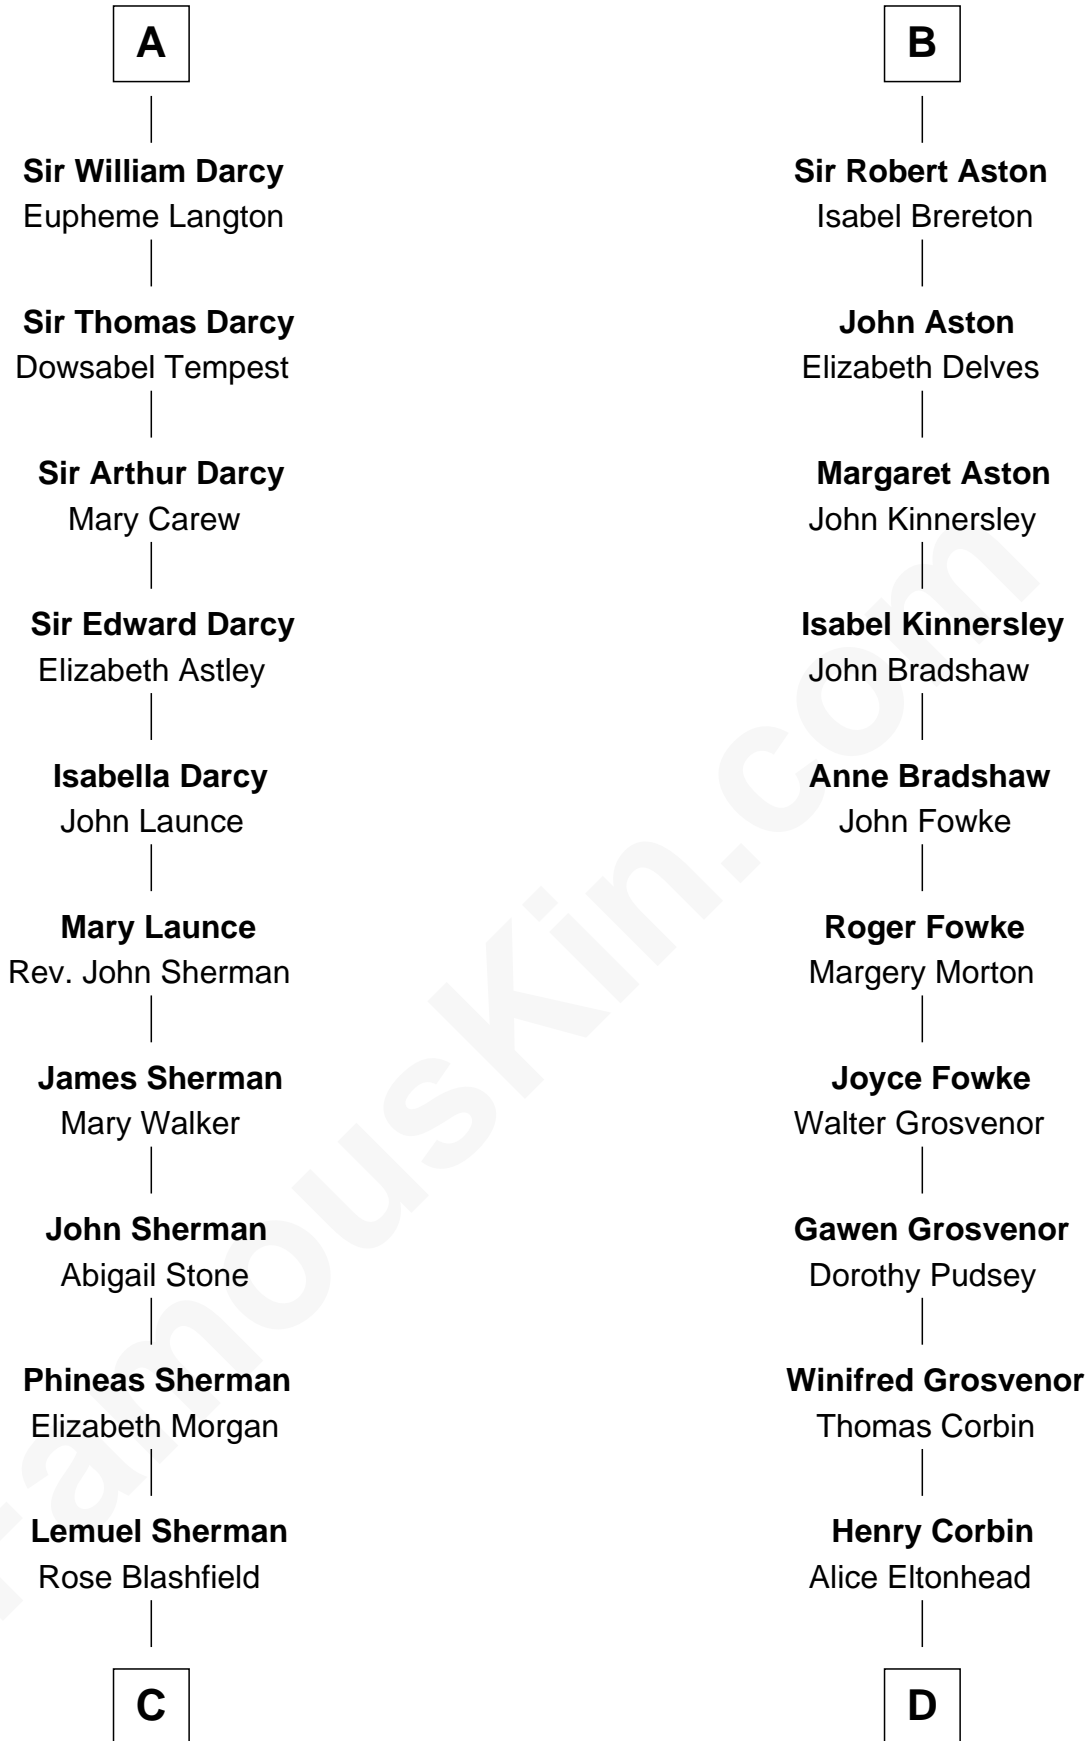 A
Sir William Darcy
Eupheme Langton
Sir Thomas Darcy
Dowsabel Tempest
Sir Arthur Darcy
Mary Carew
Sir Edward Darcy
Elizabeth Astley
Isabella Darcy
John Launce
Mary Launce
Rev. John Sherman
James Sherman
Mary Walker
John Sherman
Abigail Stone
Phineas Sherman
Elizabeth Morgan
Lemuel Sherman
Rose Blashfield
C
B
Sir Robert Aston
Isabel Brereton
John Aston
Elizabeth Delves
Margaret Aston
John Kinnersley
Isabel Kinnersley
John Bradshaw
Anne Bradshaw
John Fowke
Roger Fowke
Margery Morton
Joyce Fowke
Walter Grosvenor
Gawen Grosvenor
Dorothy Pudsey
Winifred Grosvenor
Thomas Corbin
Henry Corbin
Alice Eltonhead
D
FamousKin.com